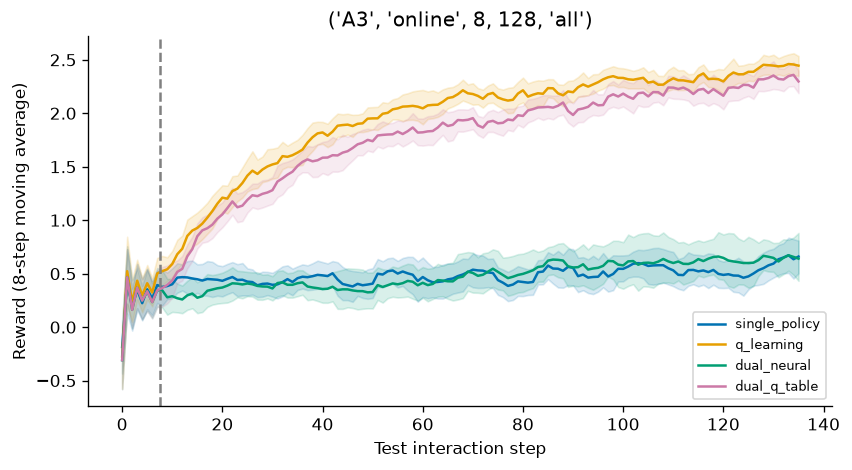 ('A3', 'online', 8, 128, 'all')
Reward (8-step moving average)
2.5
2.0
1.5
1.0
0.5
0.0
−0.5
0 20 40 60 80 100 120 140
Test interaction step
single_policy
q_learning
dual_neural
dual_q_table